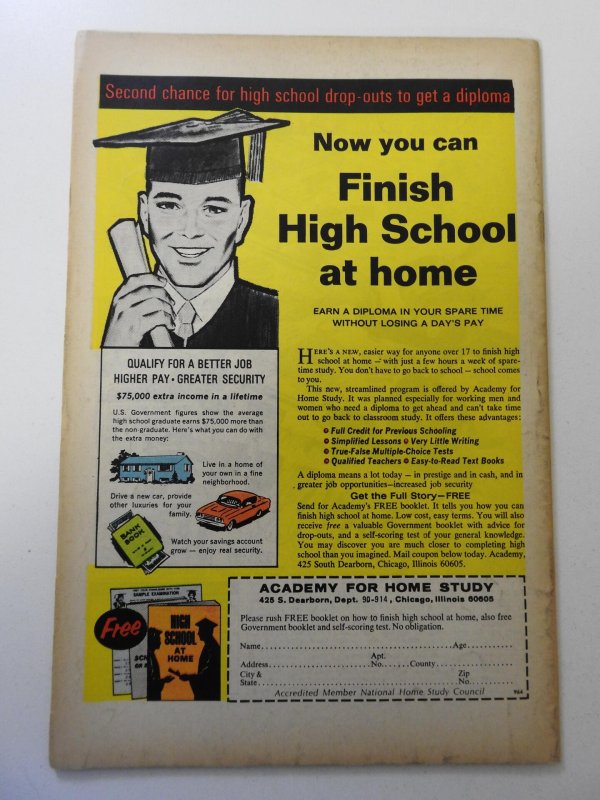 Second chance for high school drop-outs to get a diploma
Now you can
Finish
High School
at home
EARN A DIPLOMA IN YOUR SPARE TIME
WITHOUT LOSING A DAY'S PAY
QUALIFY FOR A BETTER JOB
HIGHER PAY · GREATER SECURITY
$75,000 extra income in a lifetime
U.S. Government figures show the average
high school graduate earns $75,000 more than
the non-graduate. Here's what you can do with
the extra money:
Live in a home of
your own in a fine
neighborhood.
Drive a new car, provide
other luxuries for your
family.
BANK
BOOK
Watch your savings account
grow — enjoy real security.
HERE'S A NEW, easier way for anyone over 17 to finish high
school at home — with just a few hours a week of spare-
time study. You don't have to go back to school — school comes
to you.
This new, streamlined program is offered by Academy for
Home Study. It was planned especially for working men and
women who need a diploma to get ahead and can't take time
out to go back to classroom study. It offers these advantages:
Full Credit for Previous Schooling
Simplified Lessons Very Little Writing
True-False Multiple-Choice Tests
Qualified Teachers Easy-to-Read Text Books
A diploma means a lot today — in prestige and in cash, and in
greater job opportunities—increased job security
Get the Full Story—FREE
Send for Academy's FREE booklet. It tells you how you can
finish high school at home. Low cost, easy terms. You will also
receive free a valuable Government booklet with advice for
drop-outs, and a self-scoring test of your general knowledge.
You may discover you are much closer to completing high
school than you imagined. Mail coupon below today. Academy,
425 South Dearborn, Chicago, Illinois 60605.
SAMPLE EXAMINATION
Free
HIGH
SCHOOL
AT
HOME
ACADEMY FOR HOME STUDY
425 S. Dearborn, Dept. 90-914, Chicago, Illinois 60605
Please rush FREE booklet on how to finish high school at home, also free
Government booklet and self-scoring test. No obligation.
Name Age
Address Apt. No. County
City & State Zip No.
Accredited Member National Home Study Council